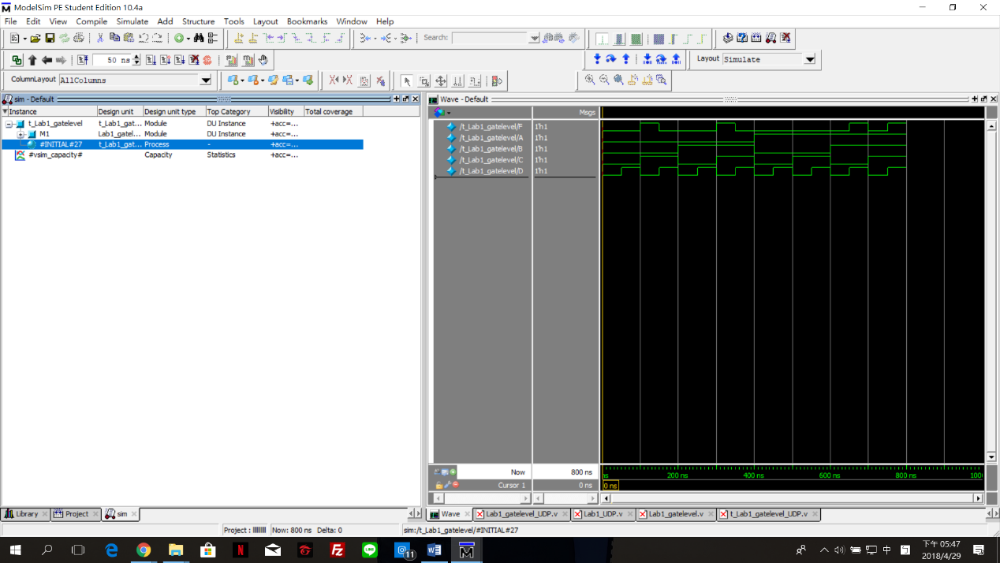 ModelSim PE Student Edition 10.4a
File Edit View Compile Simulate Add Structure Tools Layout Bookmarks Window Help
Search:
50 ns
Layout Simulate
ColumnLayout AllColumns
sim - Default
Instance Design unit Design unit type Top Category Visibility Total coverage
t_Lab1_gatelevel t_Lab1_gat... Module DU Instance +acc=...
M1 Lab1_gatel... Module DU Instance +acc=...
#INITIAL#27 t_Lab1_gat... Process - +acc=...
#vsim_capacity# Capacity Statistics +acc=...
Wave - Default
Msgs
/t_Lab1_gatelevel/F 1'h1
/t_Lab1_gatelevel/A 1'h1
/t_Lab1_gatelevel/B 1'h1
/t_Lab1_gatelevel/C 1'h1
/t_Lab1_gatelevel/D 1'h1
Now 800 ns
ns 200 ns 400 ns 600 ns 800 ns 100
Cursor 1 0 ns
0 ns
Library Project sim
Wave Lab1_gatelevel_UDP.v Lab1_UDP.v Lab1_gatelevel.v t_Lab1_gatelevel_UDP.v
Project : Now: 800 ns Delta: 0 sim:/t_Lab1_gatelevel/#INITIAL#27
11
中
下午 05:47
2018/4/29